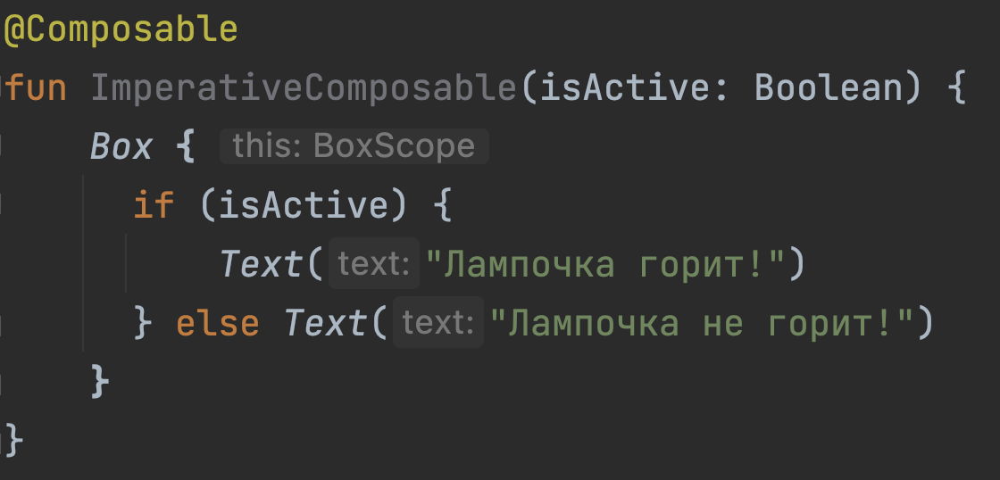 @Composable
fun ImperativeComposable(isActive: Boolean) {
Box { this: BoxScope
if (isActive) {
Text( text: "Лампочка горит!")
} else Text( text: "Лампочка не горит!")
}
}